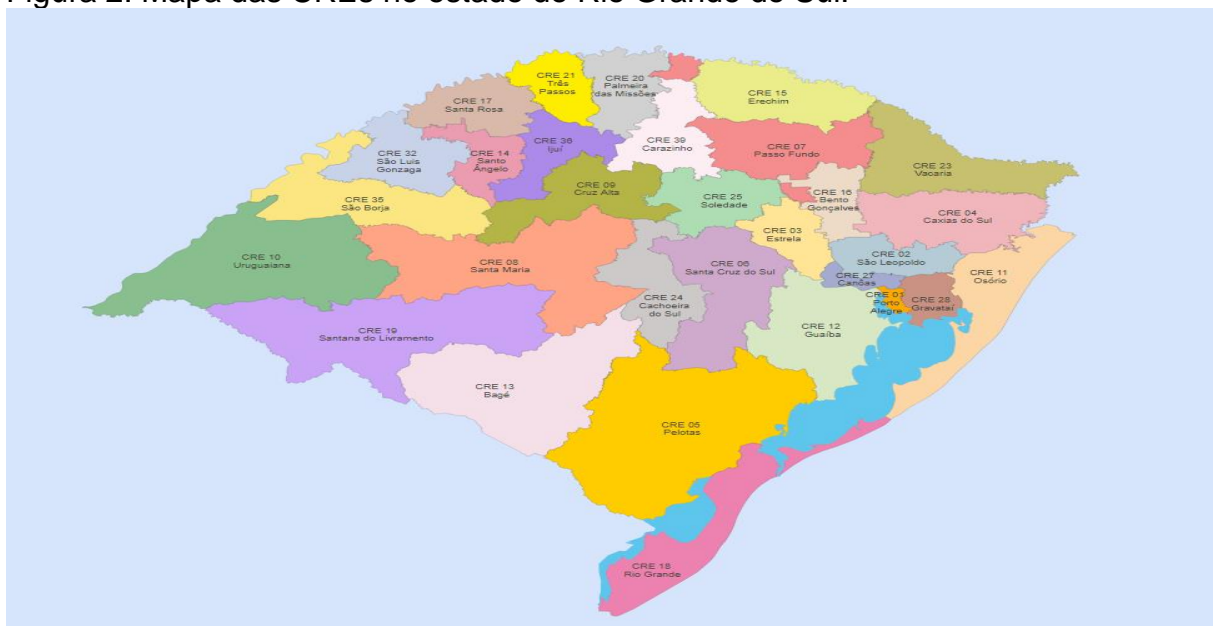 Figura 2: Mapa das CREs no estado do Rio Grande do Sul.
CRE 21
Três
Passos
CRE 20
Palmeira
das Missões
CRE 15
Erechim
CRE 17
Santa Rosa
CRE 36
Ijuí
CRE 39
Carazinho
CRE 07
Passo Fundo
CRE 32
São Luis
Gonzaga
CRE 14
Santo
Ângelo
CRE 23
Vacaria
CRE 09
Cruz Alta
CRE 25
Soledade
CRE 16
Bento
Gonçalves
CRE 35
São Borja
CRE 04
Caxias do Sul
CRE 03
Estrela
CRE 10
Uruguaiana
CRE 08
Santa Maria
CRE 06
Santa Cruz do Sul
CRE 02
São Leopoldo
CRE 27
Canoas
CRE 11
Osório
CRE 01
Porto
Alegre
CRE 28
Gravataí
CRE 24
Cachoeira
do Sul
CRE 19
Santana do Livramento
CRE 12
Guaíba
CRE 13
Bagé
CRE 05
Pelotas
CRE 18
Rio Grande